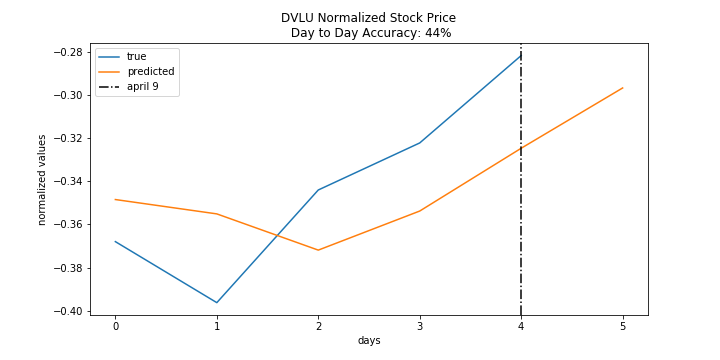 DVLU Normalized Stock Price
Day to Day Accuracy: 44%
true
predicted
april 9
normalized values
−0.28
−0.30
−0.32
−0.34
−0.36
−0.38
−0.40
0 1 2 3 4 5
days